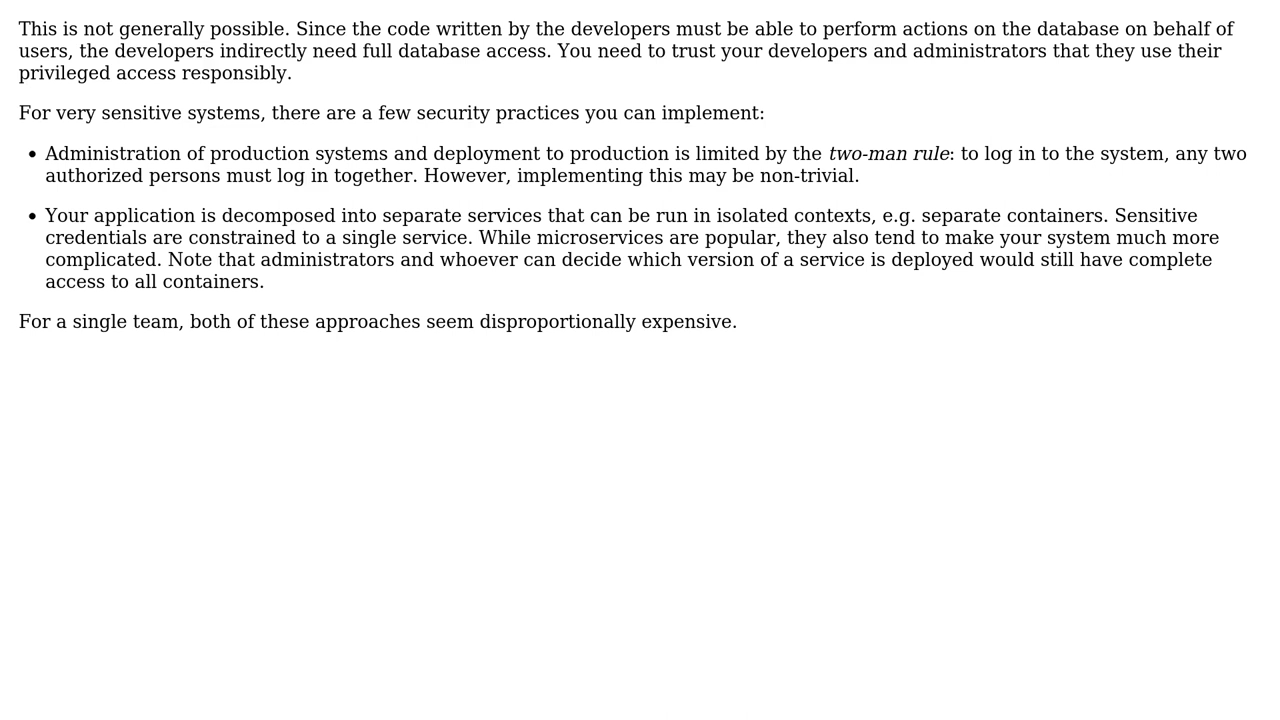 This is not generally possible. Since the code written by the developers must be able to perform actions on the database on behalf of
users, the developers indirectly need full database access. You need to trust your developers and administrators that they use their
privileged access responsibly.
For very sensitive systems, there are a few security practices you can implement:
• Administration of production systems and deployment to production is limited by the two-man rule: to log in to the system, any two
authorized persons must log in together. However, implementing this may be non-trivial.
• Your application is decomposed into separate services that can be run in isolated contexts, e.g. separate containers. Sensitive
credentials are constrained to a single service. While microservices are popular, they also tend to make your system much more
complicated. Note that administrators and whoever can decide which version of a service is deployed would still have complete
access to all containers.
For a single team, both of these approaches seem disproportionally expensive.